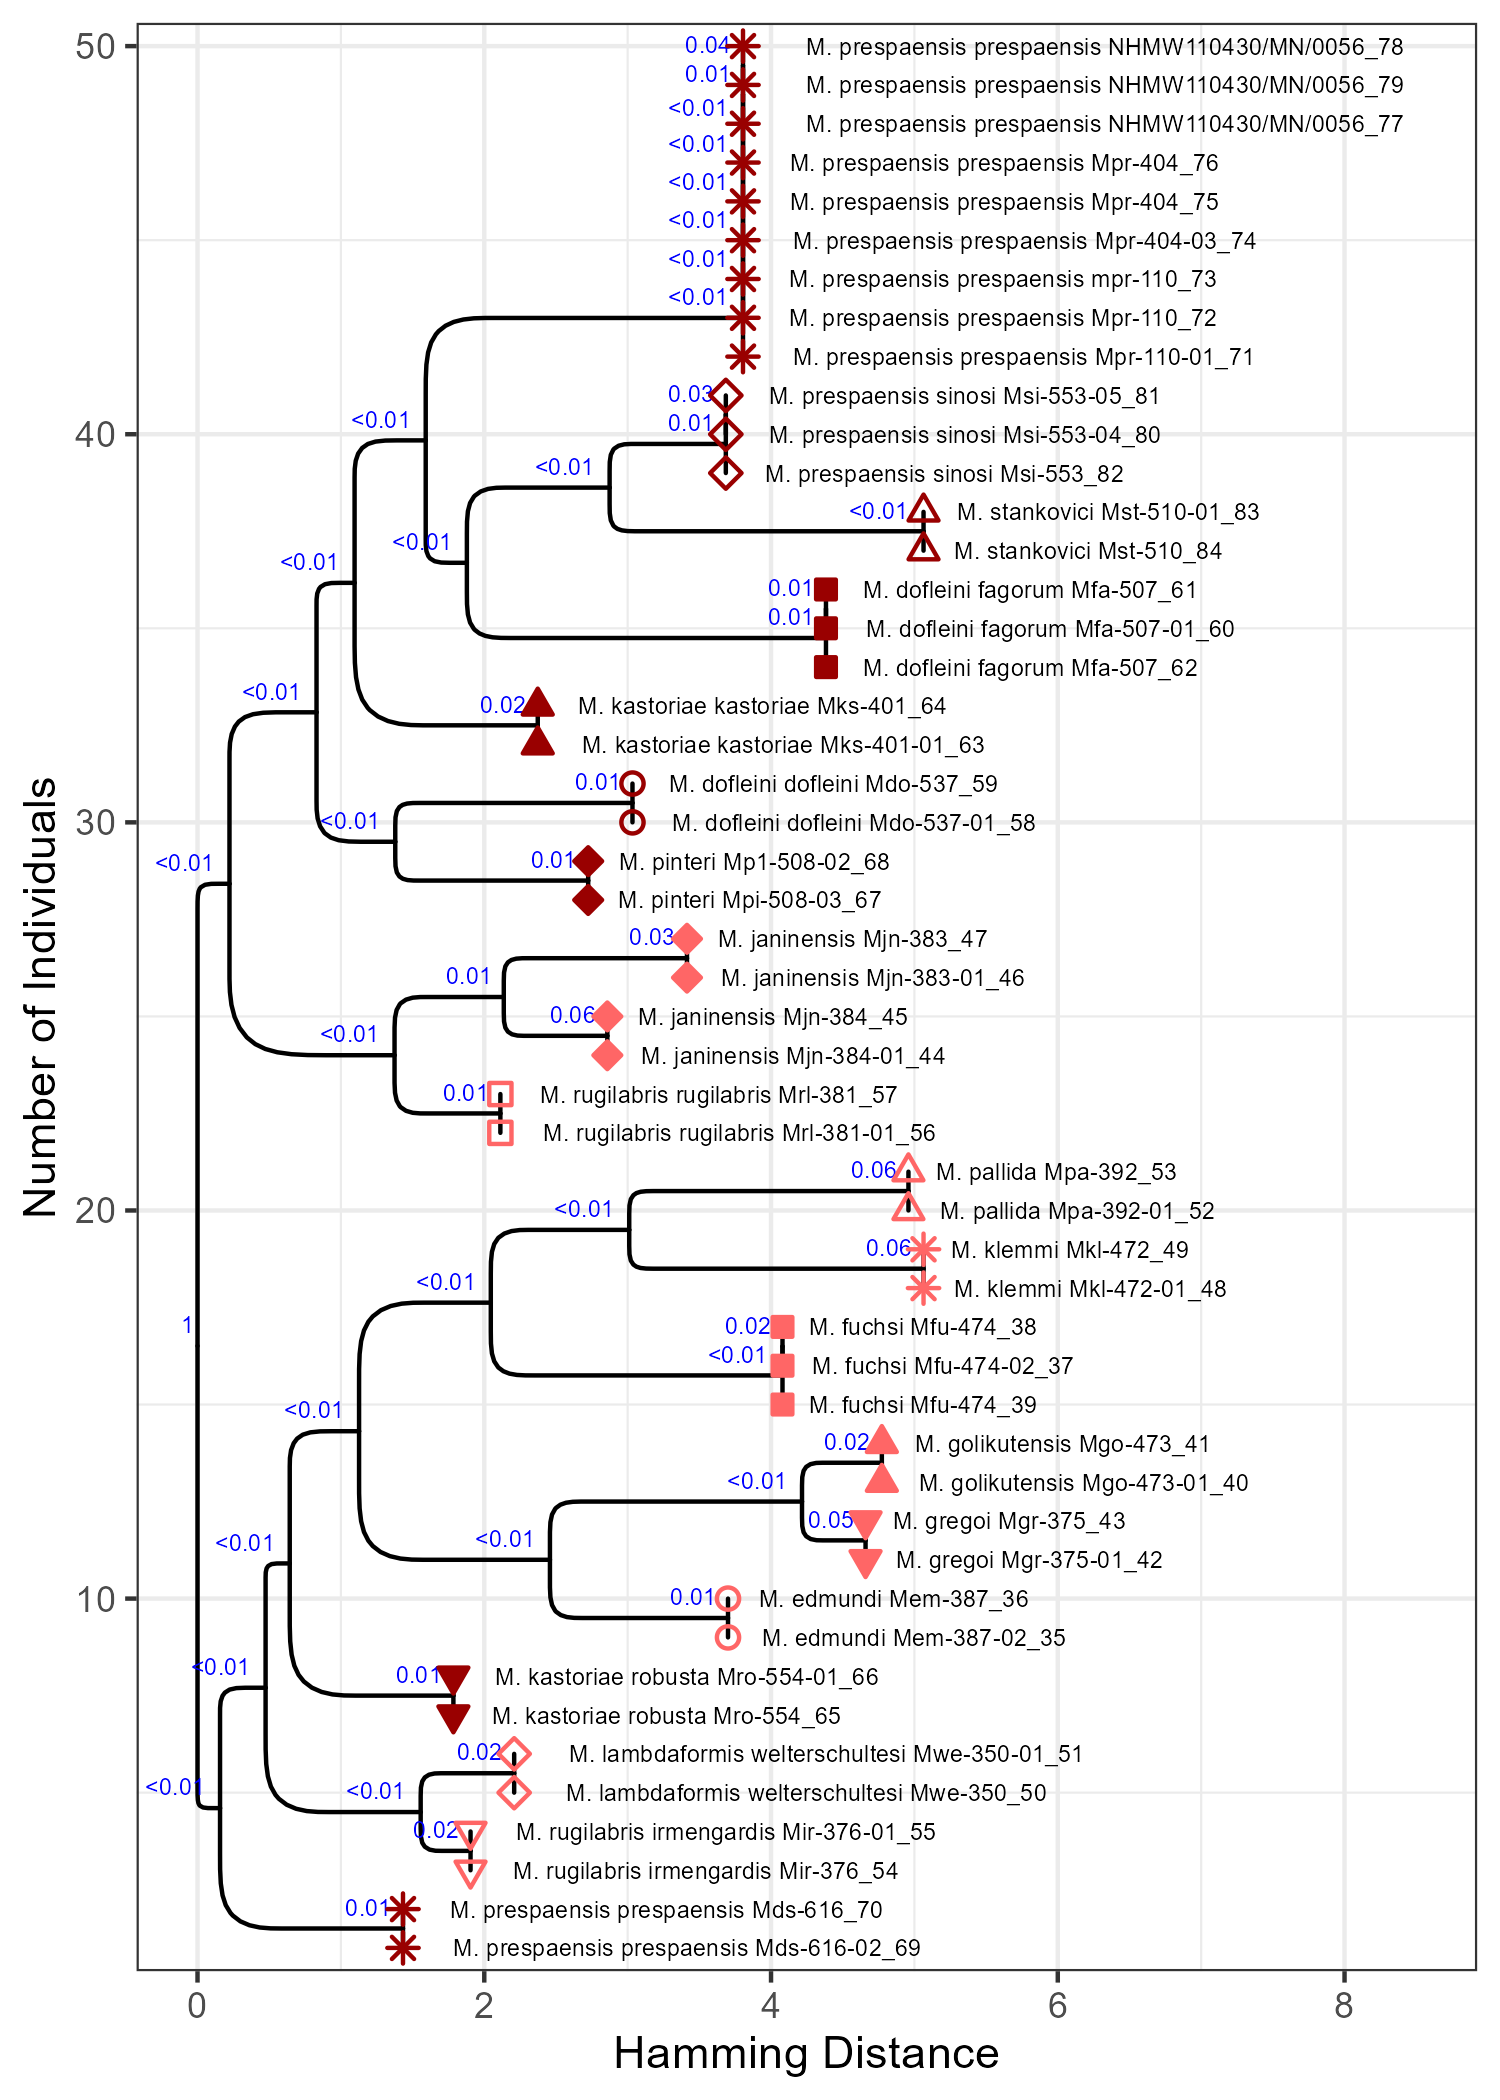 50
0.04
M. prespaensis prespaensis NHMW110430/MN/0056_78
0.01
M. prespaensis prespaensis NHMW110430/MN/0056_79
<0.01
M. prespaensis prespaensis NHMW110430/MN/0056_77
<0.01
M. prespaensis prespaensis Mpr-404_76
<0.01
M. prespaensis prespaensis Mpr-404_75
<0.01
M. prespaensis prespaensis Mpr-404-03_74
<0.01
M. prespaensis prespaensis mpr-110_73
<0.01
M. prespaensis prespaensis Mpr-110_72
M. prespaensis prespaensis Mpr-110-01_71
0.03
M. prespaensis sinosi Msi-553-05_81
<0.01
0.01
40
M. prespaensis sinosi Msi-553-04_80
<0.01
M. prespaensis sinosi Msi-553_82
<0.01
M. stankovici Mst-510-01_83
<0.01
M. stankovici Mst-510_84
<0.01
0.01
M. dofleini fagorum Mfa-507_61
0.01
M. dofleini fagorum Mfa-507-01_60
M. dofleini fagorum Mfa-507_62
<0.01
0.02
M. kastoriae kastoriae Mks-401_64
M. kastoriae kastoriae Mks-401-01_63
0.01
M. dofleini dofleini Mdo-537_59
30
<0.01
M. dofleini dofleini Mdo-537-01_58
<0.01
0.01
M. pinteri Mp1-508-02_68
M. pinteri Mpi-508-03_67
0.03
M. janinensis Mjn-383_47
0.01
M. janinensis Mjn-383-01_46
0.06
M. janinensis Mjn-384_45
<0.01
M. janinensis Mjn-384-01_44
0.01
M. rugilabris rugilabris Mrl-381_57
M. rugilabris rugilabris Mrl-381-01_56
0.06
M. pallida Mpa-392_53
20
<0.01
M. pallida Mpa-392-01_52
0.06
M. klemmi Mkl-472_49
<0.01
M. klemmi Mkl-472-01_48
1
0.02
M. fuchsi Mfu-474_38
<0.01
M. fuchsi Mfu-474-02_37
<0.01
M. fuchsi Mfu-474_39
0.02
M. golikutensis Mgo-473_41
<0.01
M. golikutensis Mgo-473-01_40
0.05
M. gregoi Mgr-375_43
<0.01
<0.01
M. gregoi Mgr-375-01_42
10
0.01
M. edmundi Mem-387_36
M. edmundi Mem-387-02_35
<0.01
0.01
M. kastoriae robusta Mro-554-01_66
M. kastoriae robusta Mro-554_65
0.02
M. lambdaformis welterschultesi Mwe-350-01_51
<0.01
<0.01
M. lambdaformis welterschultesi Mwe-350_50
0.02
M. rugilabris irmengardis Mir-376-01_55
M. rugilabris irmengardis Mir-376_54
0.01
M. prespaensis prespaensis Mds-616_70
M. prespaensis prespaensis Mds-616-02_69
0
2
4
6
8
Hamming Distance
Number of Individuals